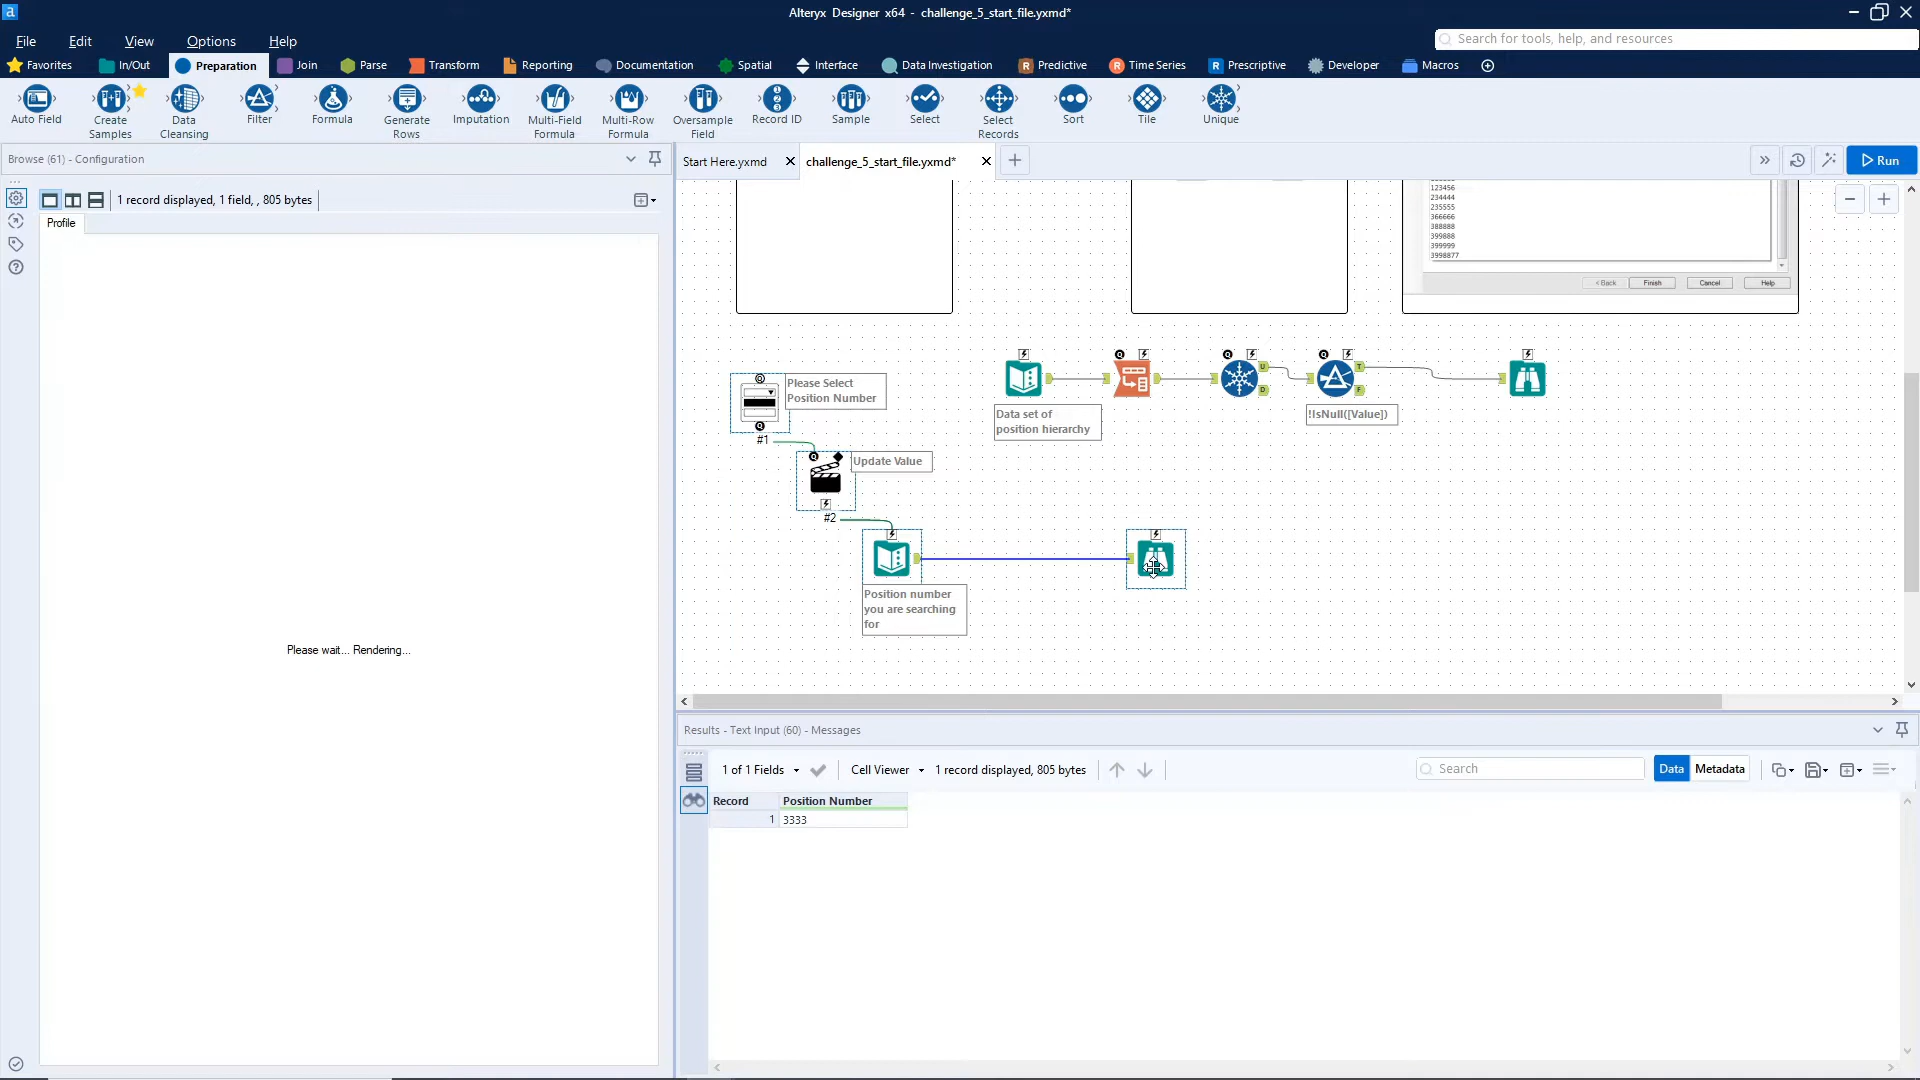 Alteryx Designer x64 - challenge_5_start_file.yxmd*
File Edit View Options Help
Search for tools, help, and resources
Favorites In/Out Preparation Join Parse Transform Reporting Documentation Spatial Interface Data Investigation Predictive Time Series Prescriptive Developer Macros
Auto Field
Create
Samples
Data
Cleansing
Filter
Formula
Generate
Rows
Imputation
Multi-Field
Formula
Multi-Row
Formula
Oversample
Field
Record ID
Sample
Select
Select
Records
Sort
Tile
Unique
Browse (61) - Configuration
Start Here.yxmd
challenge_5_start_file.yxmd*
Run
1 record displayed, 1 field, , 805 bytes
Profile
Please wait... Rendering...
123456
234444
235555
366666
388888
399888
399999
3998877
< Back
Finish
Cancel
Help
Please Select
Position Number
#1
Update Value
#2
Position number
you are searching
for
Data set of
position hierarchy
U
D
T
F
!IsNull([Value])
Results - Text Input (60) - Messages
1 of 1 Fields
Cell Viewer
1 record displayed, 805 bytes
Search
Data
Metadata
Record Position Number
1 3333